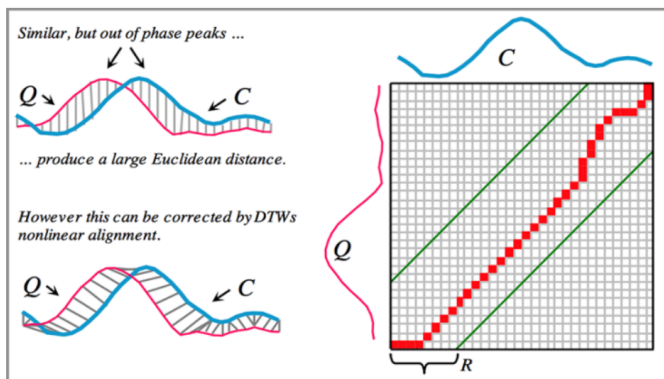 Similar, but out of phase peaks ...
Q
C
... produce a large Euclidean distance.
However this can be corrected by DTWs
nonlinear alignment.
Q
C
C
Q
R